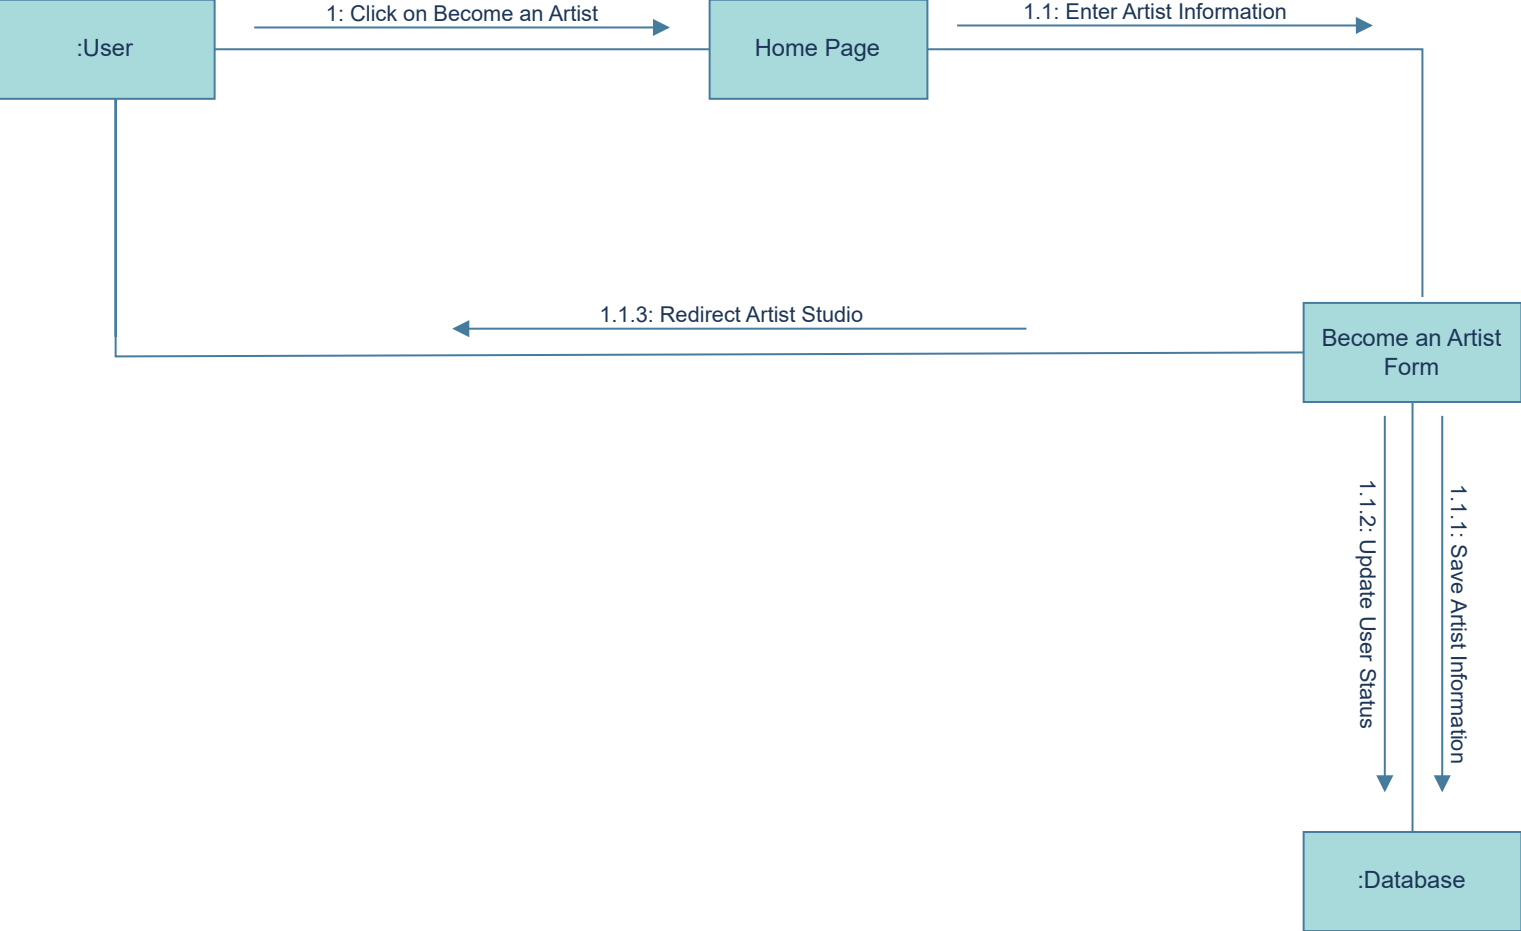 1: Click on Become an Artist
1.1: Enter Artist Information
:User
Home Page
1.1.3: Redirect Artist Studio
Become an Artist
Form
1.1.2: Update User Status
1.1.1: Save Artist Information
:Database